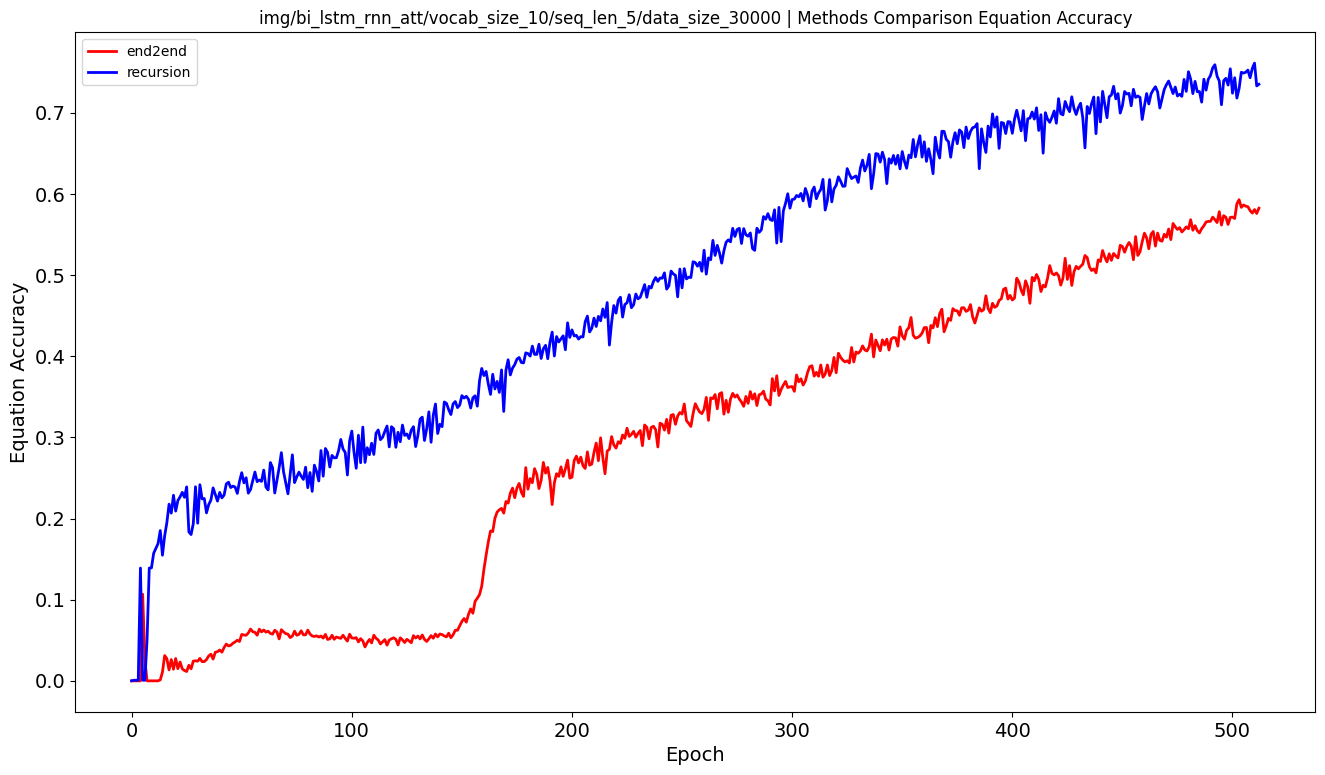 img/bi_lstm_rnn_att/vocab_size_10/seq_len_5/data_size_30000 | Methods Comparison Equation Accuracy
end2end
recursion
0.7
0.6
0.5
0.4
0.3
0.2
0.1
0.0
Equation Accuracy
0 100 200 300 400 500
Epoch